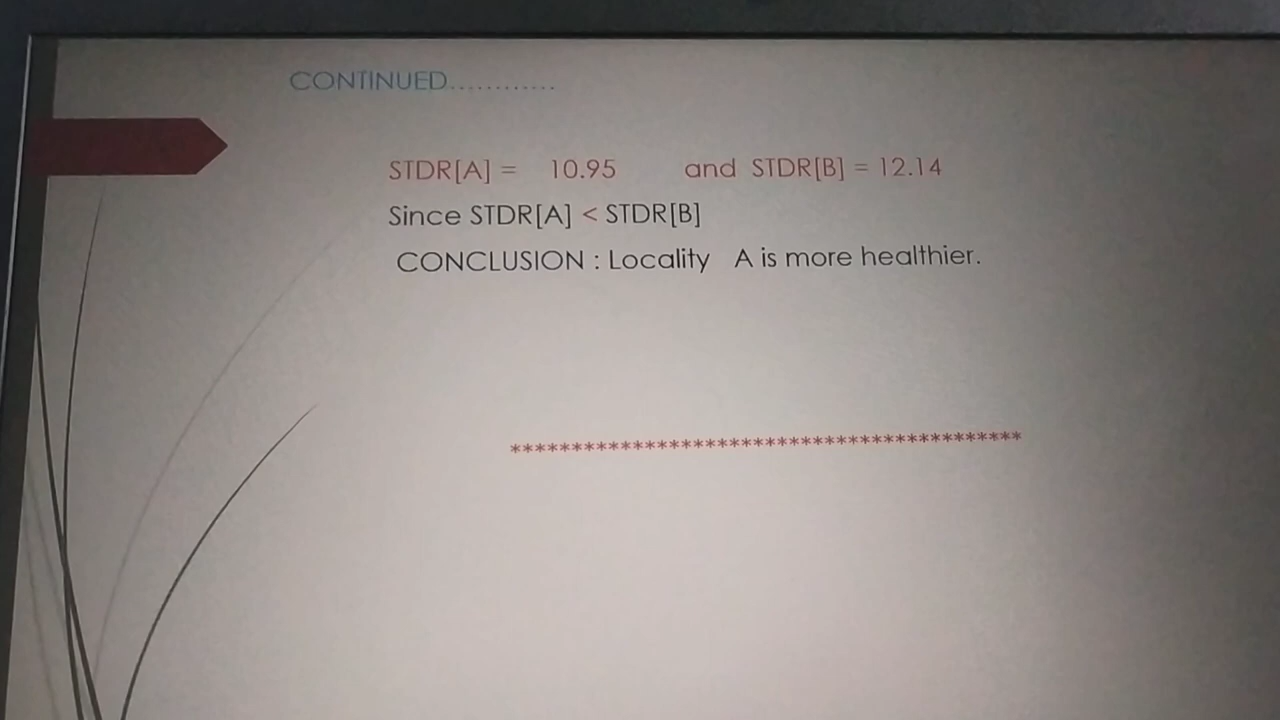 CONTINUED............
STDR[A] = 10.95 and STDR[B] = 12.14
Since STDR[A] < STDR[B]
CONCLUSION : Locality A is more healthier.
******************************************